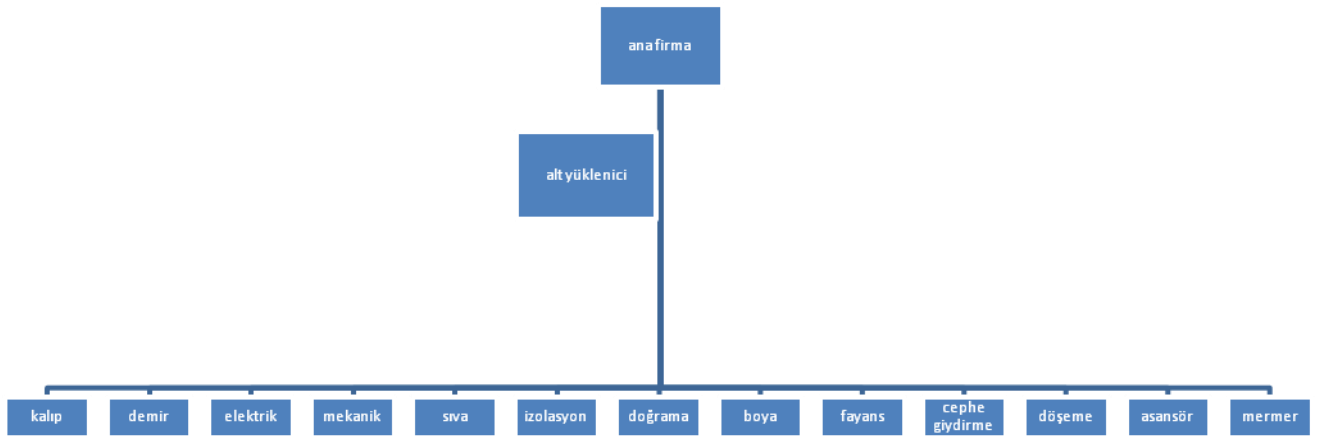 anafirma
altyüklenici
kalıp
demir
elektrik
mekanik
sıva
izolasyon
doğrama
boya
fayans
cephe
giydirme
döşeme
asansör
mermer